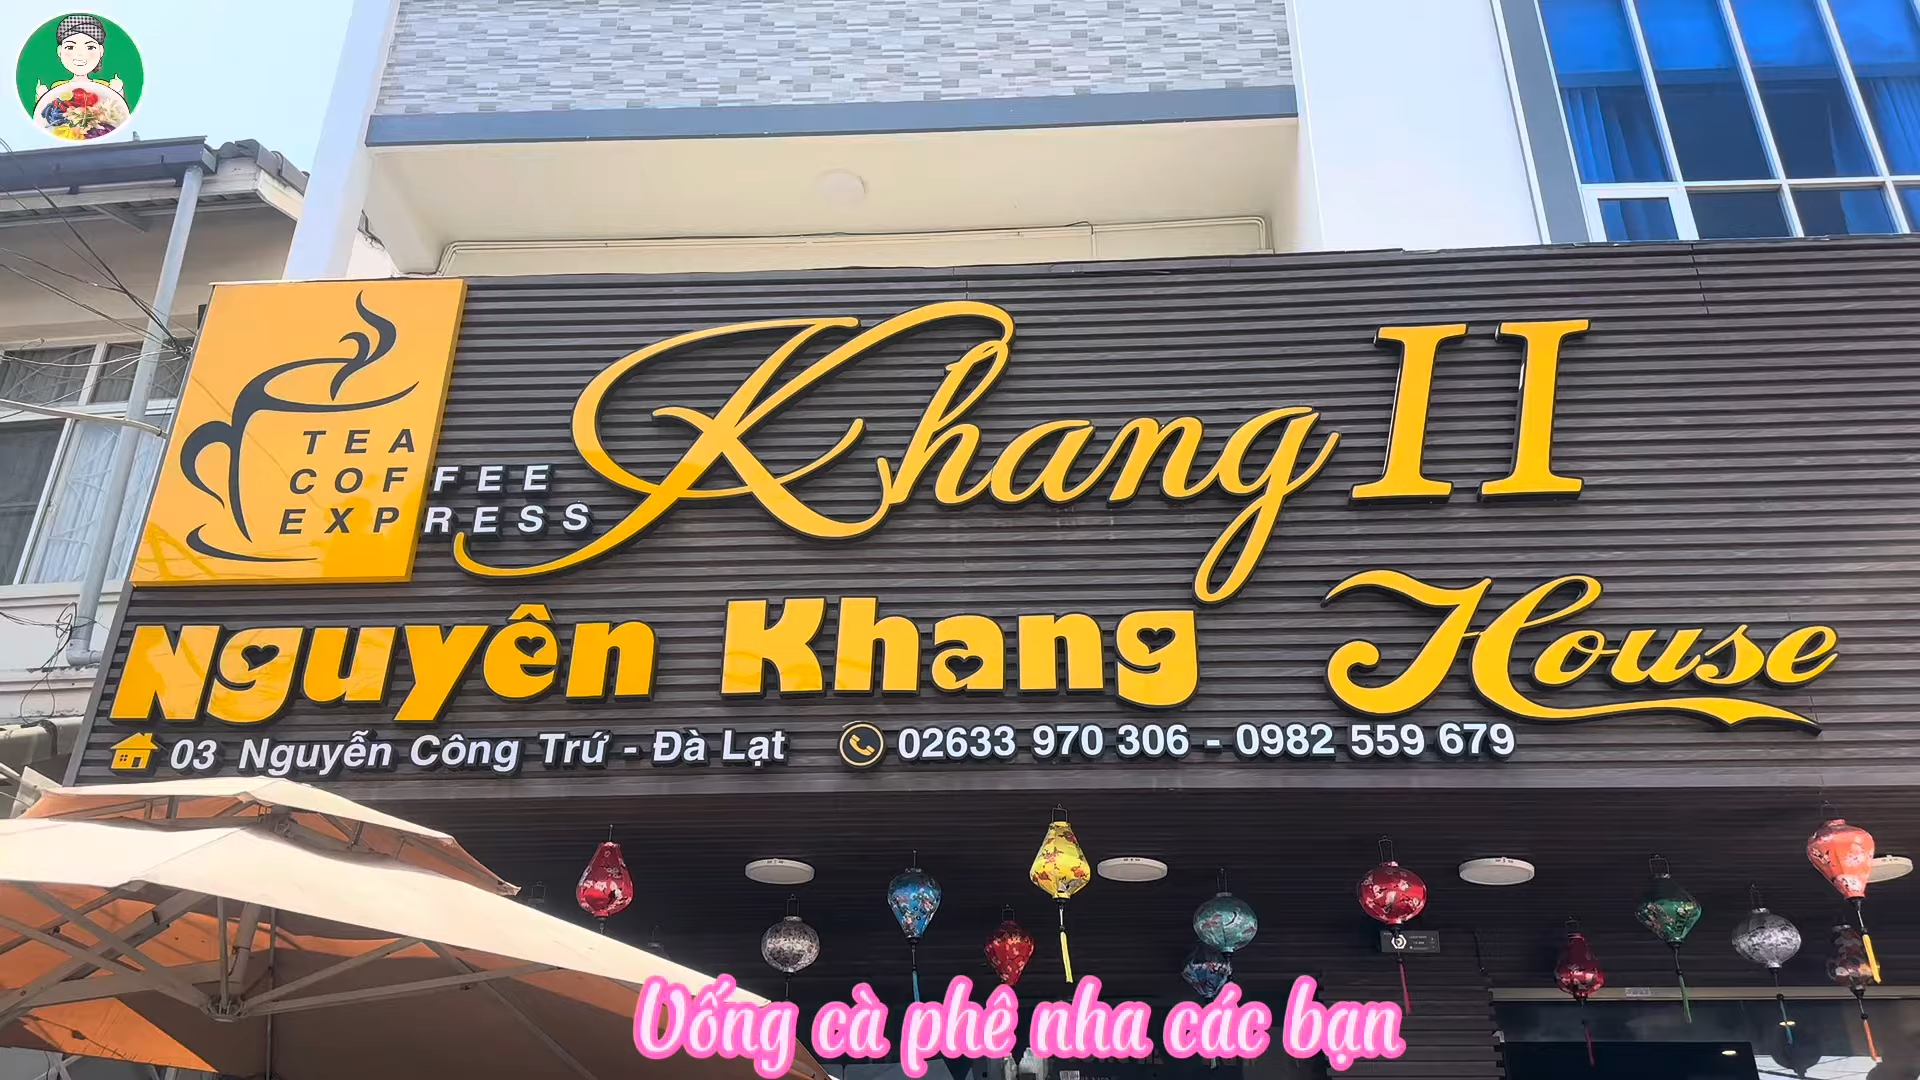 TEA
COFFEE
EXPRESS
Khang II
Nguyên Khang House
03 Nguyễn Công Trứ - Đà Lạt
02633 970 306 - 0982 559 679
Uống cà phê nha các bạn